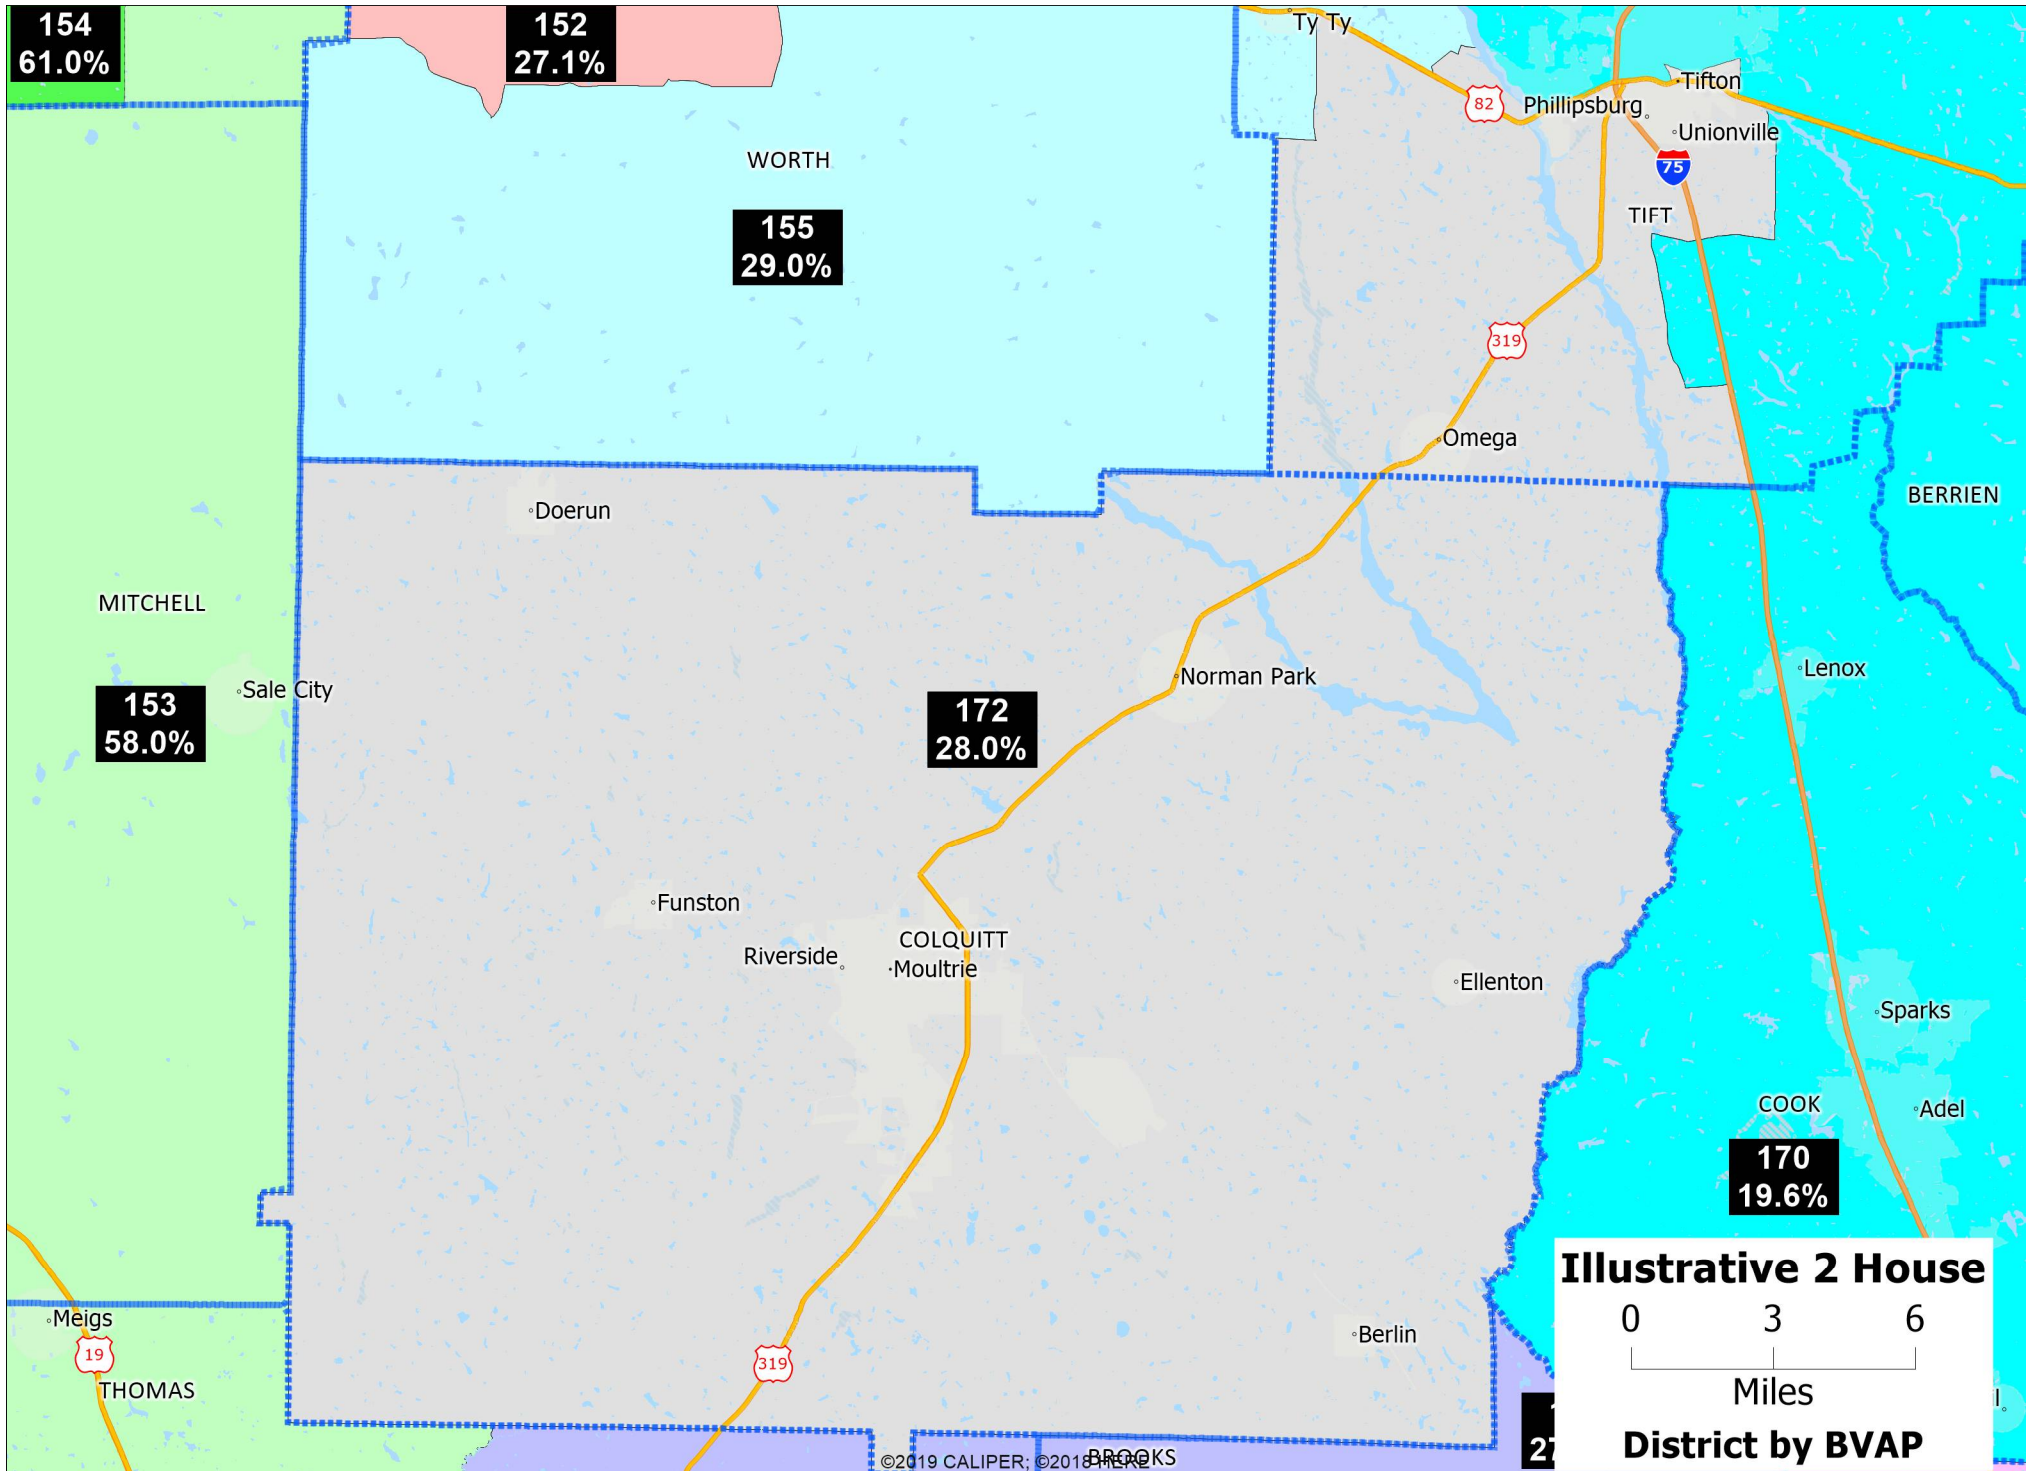 154
61.0%
152
27.1%
Ty Ty
82
Phillipsburg
Tifton
Unionville
75
WORTH
155
29.0%
TIFT
319
Omega
BERRIEN
Doerun
MITCHELL
Sale City
153
58.0%
Norman Park
172
28.0%
Lenox
Funston
Riverside
COLQUITT
Moultrie
Ellenton
Sparks
COOK
Adel
170
19.6%
Meigs
19
THOMAS
319
Berlin
Illustrative 2 House
0 3 6
Miles
District by BVAP
BROOKS
©2019 CALIPER; ©2018 HERE